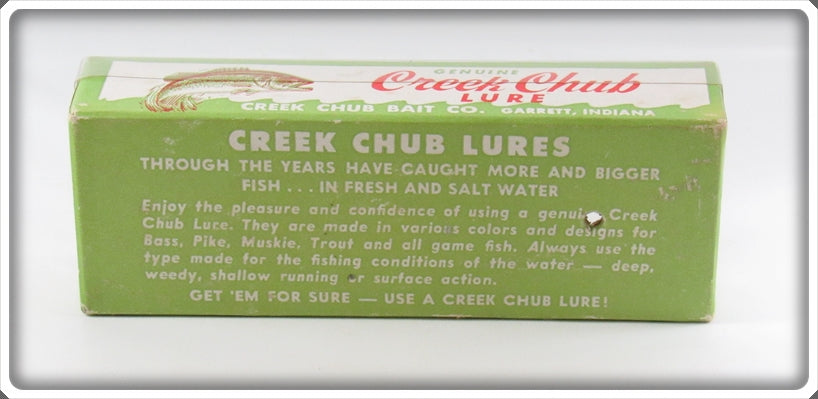 GENUINE
Creek Chub
LURE
CREEK CHUB BAIT CO. GARRETT, INDIANA
CREEK CHUB LURES
THROUGH THE YEARS HAVE CAUGHT MORE AND BIGGER
FISH . . . IN FRESH AND SALT WATER
Enjoy the pleasure and confidence of using a genuine Creek
Chub Lure. They are made in various colors and designs for
Bass, Pike, Muskie, Trout and all game fish. Always use the
type made for the fishing conditions of the water — deep,
weedy, shallow running or surface action.
GET 'EM FOR SURE — USE A CREEK CHUB LURE!